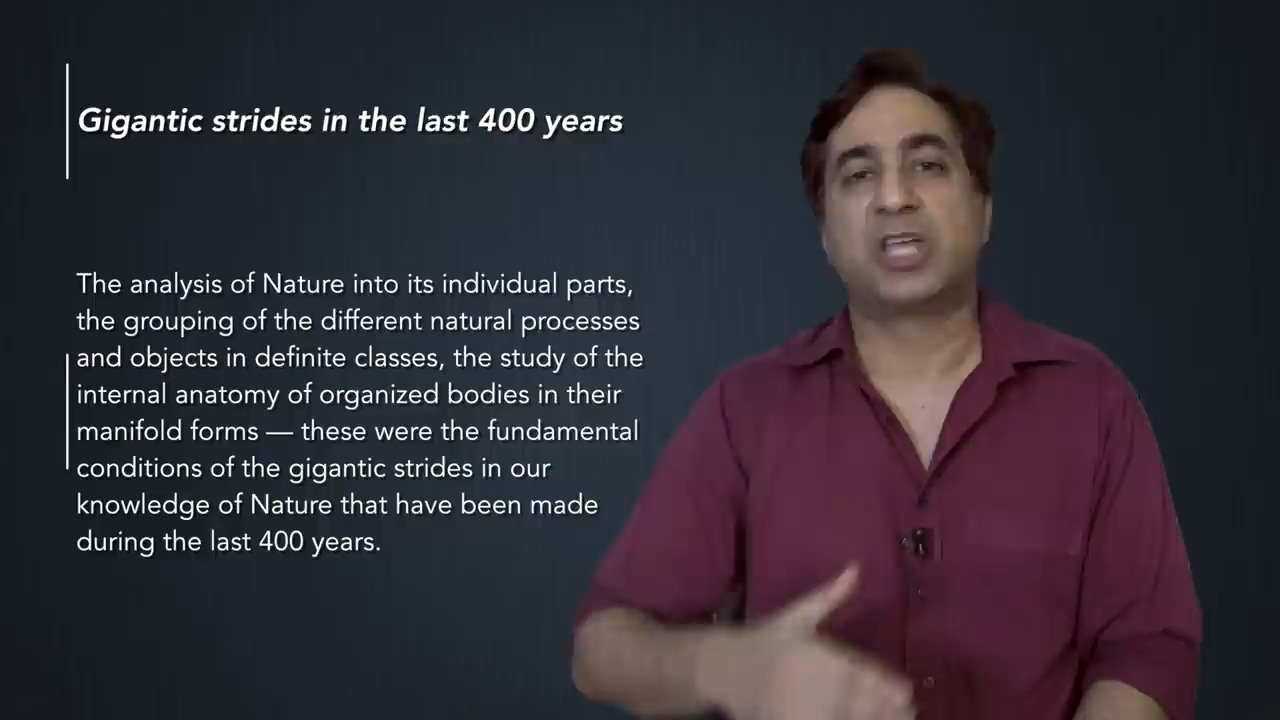 Gigantic strides in the last 400 years
The analysis of Nature into its individual parts,
the grouping of the different natural processes
and objects in definite classes, the study of the
internal anatomy of organized bodies in their
manifold forms — these were the fundamental
conditions of the gigantic strides in our
knowledge of Nature that have been made
during the last 400 years.